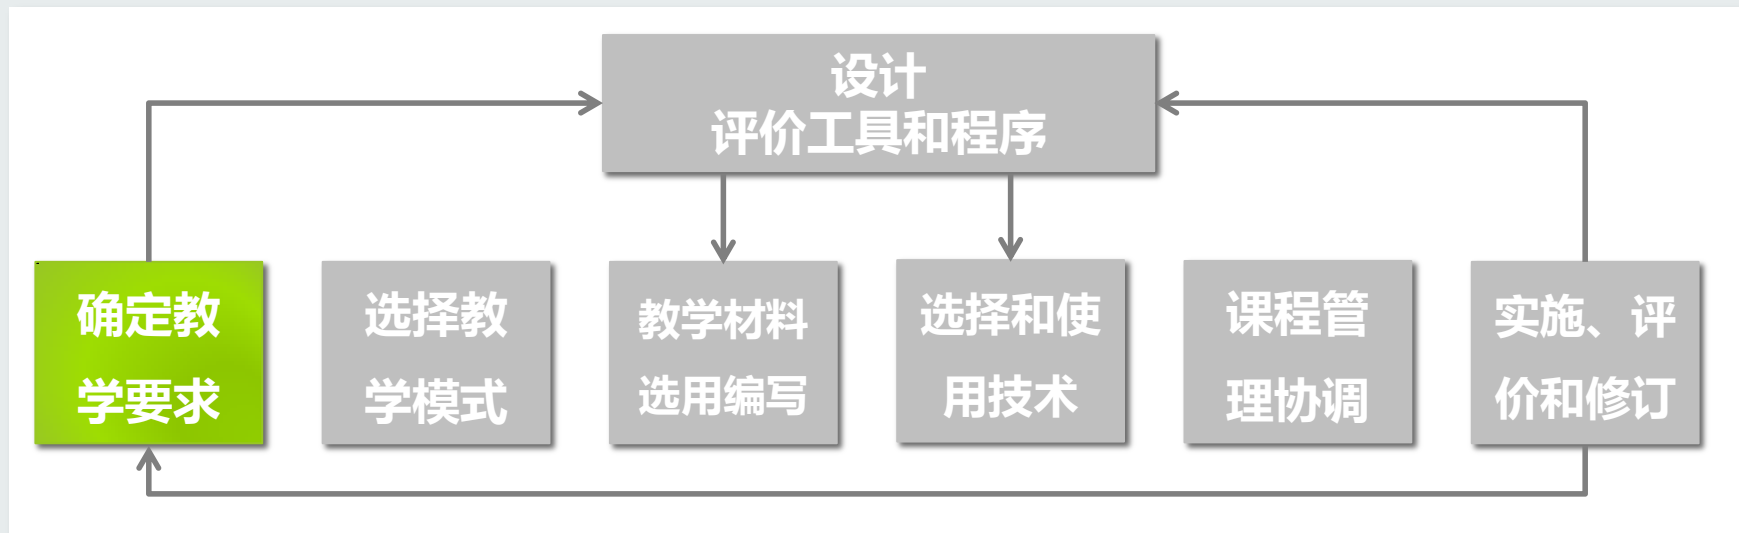 设计
评价工具和程序
确定教
学要求
选择教
学模式
教学材料
选用编写
选择和使
用技术
课程管
理协调
实施、评
价和修订